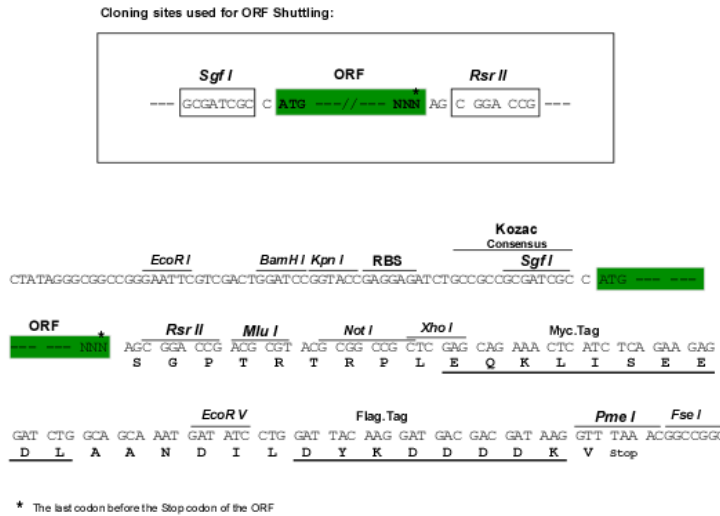 Cloning sites used for ORF Shuttling:
Sgf I ORF Rsr II
*
--- GCGATCGC C ATG ---//--- NNN AG C GGA CCG ---
Kozac
Consensus
EcoR I BamH I Kpn I RBS Sgf I
CTATAGGGCGGCCGGGAATTCGTCGACTGGATCCGGTACCGAGGAGATCTGCCGCCGCGATCGC C ATG --- ---
ORF * Rsr II Mlu I Not I Xho I Myc.Tag
--- --- NNN AGC GGA CCG ACG CGT ACG CGG CCG CTC GAG CAG AAA CTC ATC TCA GAA GAG
S G P T R T R P L E Q K L I S E E
EcoR V Flag.Tag Pme I Fse I
GAT CTG GCA GCA AAT GAT ATC CTG GAT TAC AAG GAT GAC GAC GAT AAG GTT TAA ACGGCCGGC
D L A A N D I L D Y K D D D D K V Stop
* The last codon before the Stop codon of the ORF